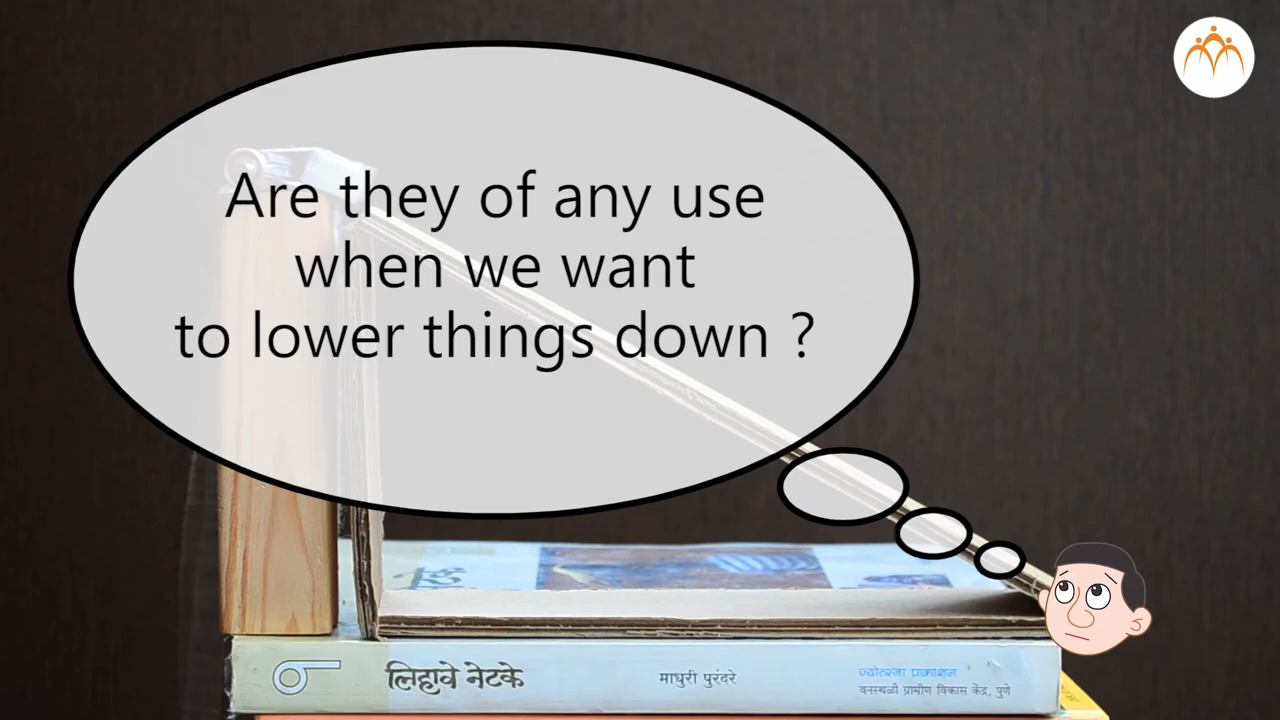 Are they of any use
when we want
to lower things down ?
लिहावे नेटके
माधुरी पुरंदरे
ज्योत्स्ना प्रकाशन
वनस्थळी ग्रामीण विकास केंद्र, पुणे